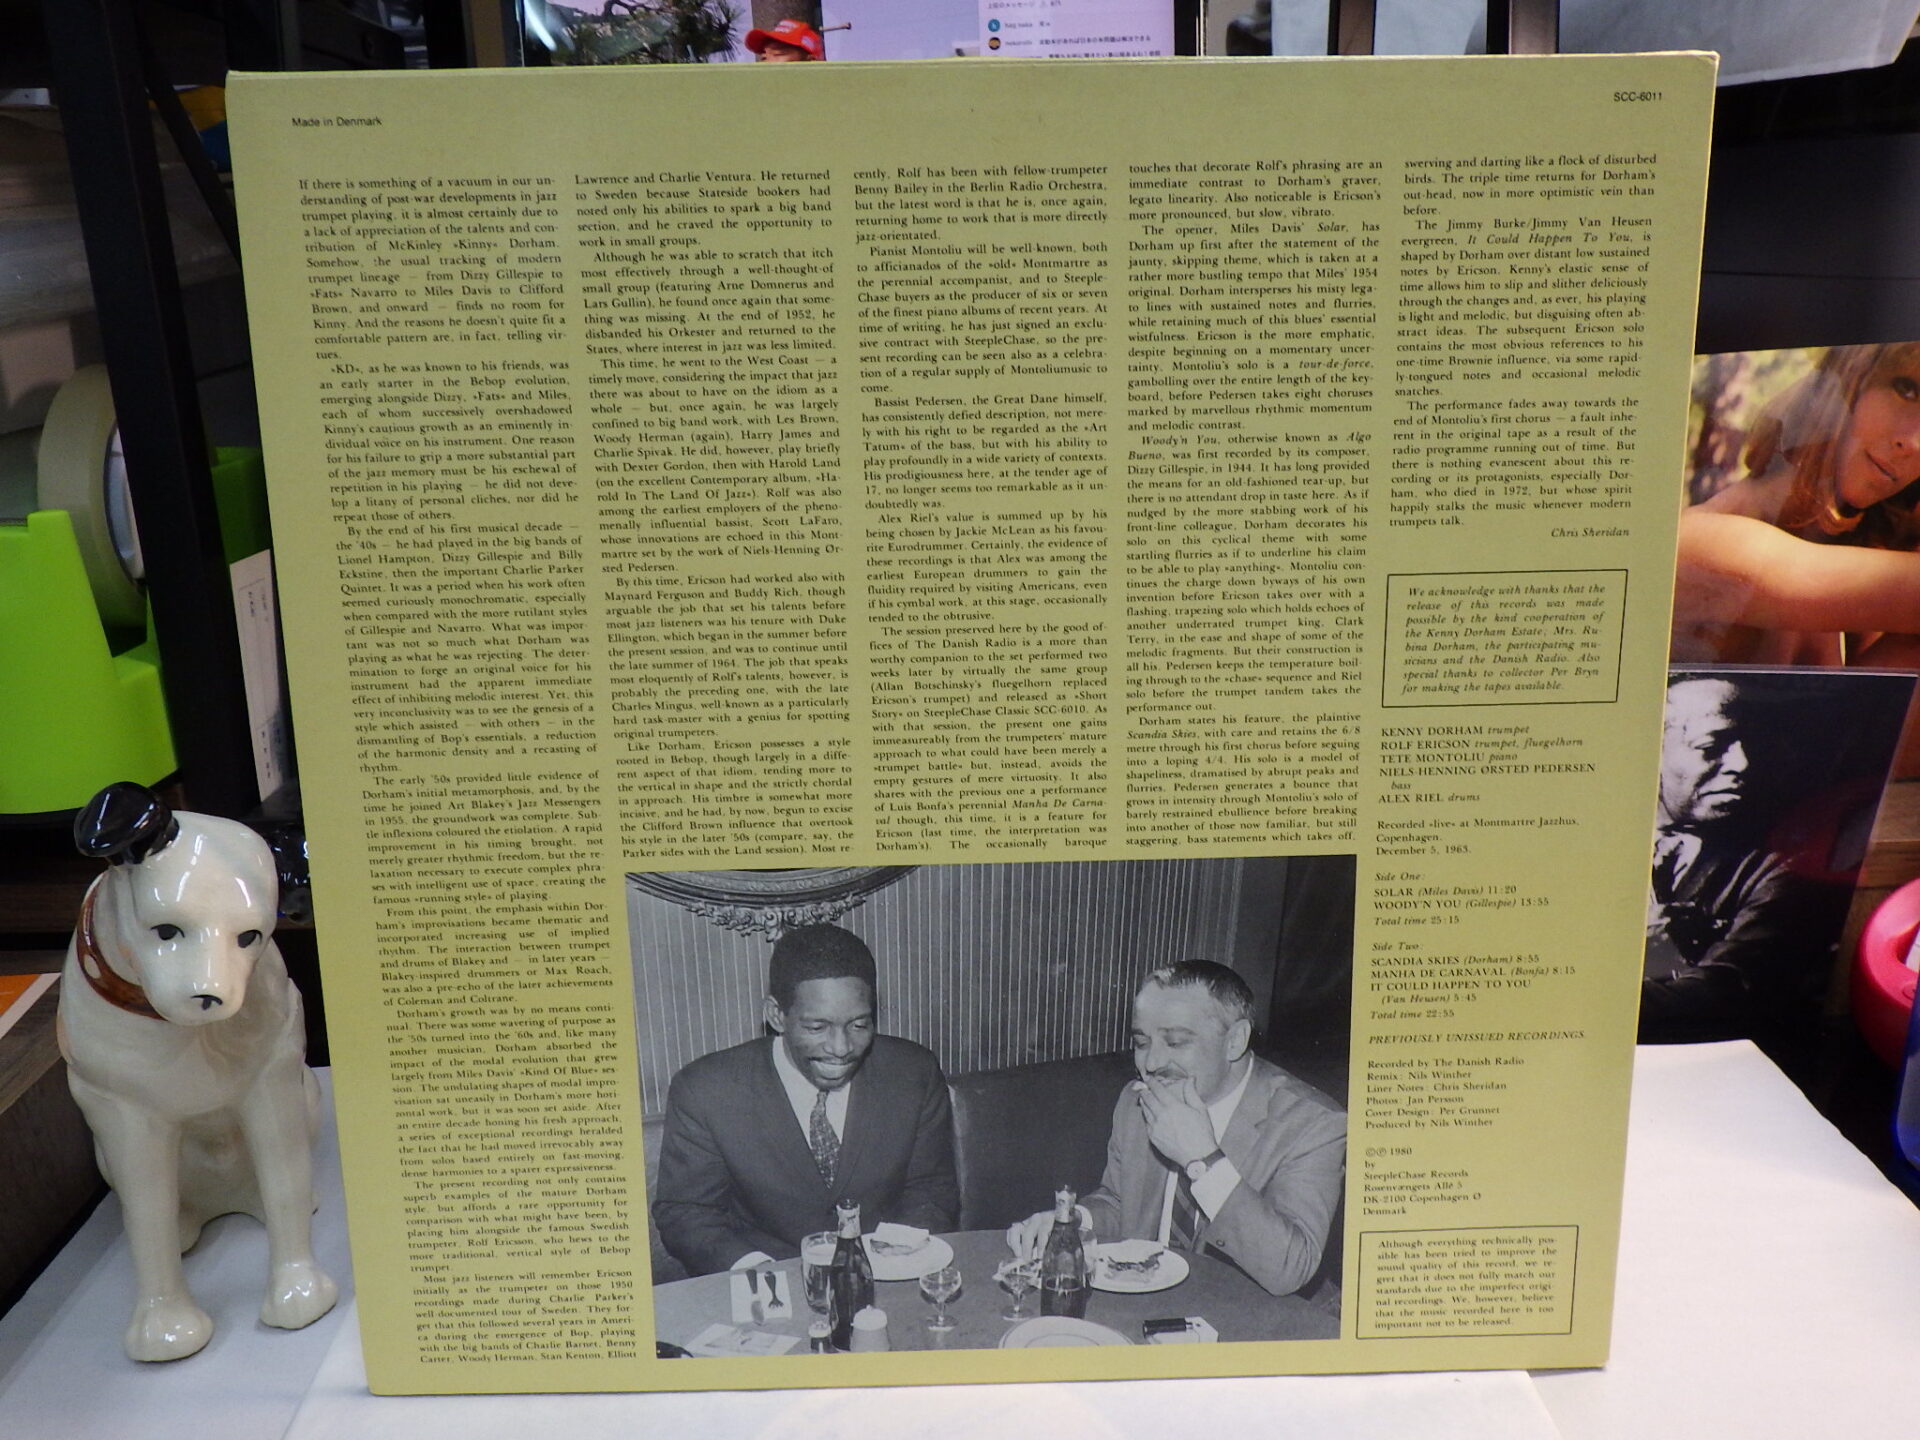 Made in Denmark
SCC-6011
If there is something of a vacuum in our un-
derstanding of post-war developments in jazz
trumpet playing, it is almost certainly due to
a lack of appreciation of the talents and con-
tribution of McKinley »Kinny« Dorham.
Somehow, the usual tracking of modern
trumpet lineage — from Dizzy Gillespie to
»Fats« Navarro to Miles Davis to Clifford
Brown, and onward — finds no room for
Kinny. And the reasons he doesn't quite fit a
comfortable pattern are, in fact, telling vir-
tues.
»KD«, as he was known to his friends, was
an early starter in the Bebop evolution,
emerging alongside Dizzy, »Fats« and Miles,
each of whom successively overshadowed
Kinny's cautious growth as an eminently in-
dividual voice on his instrument. One reason
for his failure to grip a more substantial part
of the jazz memory must be his eschewal of
repetition in his playing — he did not deve-
lop a litany of personal cliches, nor did he
repeat those of others.
By the end of his first musical decade —
the '40s — he had played in the big bands of
Lionel Hampton, Dizzy Gillespie and Billy
Eckstine, then the important Charlie Parker
Quintet. It was a period when his work often
seemed curiously monochromatic, especially
when compared with the more rutilant styles
of Gillespie and Navarro. What was impor-
tant was not so much what Dorham was
playing as what he was rejecting. The deter-
mination to forge an original voice for his
instrument had the apparent immediate
effect of inhibiting melodic interest. Yet, this
very inconclusivity was to see the genesis of a
style which assisted — with others — in the
dismantling of Bop's essentials, a reduction
of the harmonic density and a recasting of
rhythm.
The early '50s provided little evidence of
Dorham's initial metamorphosis, and, by the
time he joined Art Blakey's Jazz Messengers
in 1955, the groundwork was complete. Sub-
tle inflexions coloured the etiolation. A rapid
improvement in his timing brought, not
merely greater rhythmic freedom, but the re-
laxation necessary to execute complex phra-
ses with intelligent use of space, creating the
famous »running style« of playing.
From this point, the emphasis within Dor-
ham's improvisations became thematic and
incorporated increasing use of implied
rhythm. The interaction between trumpet
and drums of Blakey and — in later years —
Blakey-inspired drummers or Max Roach,
was also a pre-echo of the later achievements
of Coleman and Coltrane.
Dorham's growth was by no means conti-
nual. There was some wavering of purpose as
the '50s turned into the '60s and, like many
another musician, Dorham absorbed the
impact of the modal evolution that grew
largely from Miles Davis' »Kind Of Blue« ses-
sion. The undulating shapes of modal impro-
visation sat uneasily in Dorham's more hori-
zontal work, but it was soon set aside. After
an entire decade honing his fresh approach,
a series of exceptional recordings heralded
the fact that he had moved irrevocably away
from solos based entirely on fast-moving,
dense harmonies to a sparer expressiveness.
The present recording not only contains
superb examples of the mature Dorham
style, but affords a rare opportunity for
comparison with what might have been, by
placing him alongside the famous Swedish
trumpeter, Rolf Ericsson, who hews to the
more traditional, vertical style of Bebop
trumpet.
Most jazz listeners will remember Ericson
initially as the trumpeter on those 1950
recordings made during Charlie Parker's
well-documented tour of Sweden. They for-
get that this followed several years in Ameri-
ca during the emergence of Bop, playing
with the big bands of Charlie Barnet, Benny
Carter, Woody Herman, Stan Kenton, Elliott
Lawrence and Charlie Ventura. He returned
to Sweden because Stateside bookers had
noted only his abilities to spark a big band
section, and he craved the opportunity to
work in small groups.
Although he was able to scratch that itch
most effectively through a well-thought-of
small group (featuring Arne Domnerus and
Lars Gullin), he found once again that some-
thing was missing. At the end of 1952, he
disbanded his Orkester and returned to the
States, where interest in jazz was less limited.
This time, he went to the West Coast — a
timely move, considering the impact that jazz
there was about to have on the idiom as a
whole — but, once again, he was largely
confined to big band work, with Les Brown,
Woody Herman (again), Harry James and
Charlie Spivak. He did, however, play briefly
with Dexter Gordon, then with Harold Land
(on the excellent Contemporary album, »Ha-
rold In The Land Of Jazz«). Rolf was also
among the earliest employers of the pheno-
menally influential bassist, Scott LaFaro,
whose innovations are echoed in this Mont-
martre set by the work of Niels-Henning Or-
sted Pedersen.
By this time, Ericson had worked also with
Maynard Ferguson and Buddy Rich, though
arguable the job that set his talents before
most jazz listeners was his tenure with Duke
Ellington, which began in the summer before
the present session, and was to continue until
the late summer of 1964. The job that speaks
most eloquently of Rolf's talents, however, is
probably the preceding one, with the late
Charles Mingus, well-known as a particularly
hard task-master with a genius for spotting
original trumpeters.
Like Dorham, Ericson possesses a style
rooted in Bebop, though largely in a diffe-
rent aspect of that idiom, tending more to
the vertical in shape and the strictly chordal
in approach. His timbre is somewhat more
incisive, and he had, by now, begun to excise
the Clifford Brown influence that overtook
his style in the later '50s (compare, say, the
Parker sides with the Land session). Most re-
cently, Rolf has been with fellow-trumpeter
Benny Bailey in the Berlin Radio Orchestra,
but the latest word is that he is, once again,
returning home to work that is more directly
jazz-orientated.
Pianist Montoliu will be well-known, both
to afficianados of the »old« Montmartre as
the perennial accompanist, and to Steeple-
Chase buyers as the producer of six or seven
of the finest piano albums of recent years. At
time of writing, he has just signed an exclu-
sive contract with SteepleChase, so the pre-
sent recording can be seen also as a celebra-
tion of a regular supply of Montoliumusic to
come.
Bassist Pedersen, the Great Dane himself,
has consistently defied description, not mere-
ly with his right to be regarded as the »Art
Tatum« of the bass, but with his ability to
play profoundly in a wide variety of contexts.
His prodigiousness here, at the tender age of
17, no longer seems too remarkable as it un-
doubtedly was.
Alex Riel's value is summed up by his
being chosen by Jackie McLean as his favou-
rite Eurodrummer. Certainly, the evidence of
these recordings is that Alex was among the
earliest European drummers to gain the
fluidity required by visiting Americans, even
if his cymbal work, at this stage, occasionally
tended to the obtrusive.
The session preserved here by the good of-
fices of The Danish Radio is a more than
worthy companion to the set performed two
weeks later by virtually the same group
(Allan Botschinsky's fluegelhorn replaced
Ericson's trumpet) and released as »Short
Story« on SteepleChase Classic SCC-6010. As
with that session, the present one gains
immeasureably from the trumpeters' mature
approach to what could have been merely a
»trumpet battle« but, instead, avoids the
empty gestures of mere virtuosity. It also
shares with the previous one a performance
of Luis Bonfa's perennial Manha De Carna-
val though, this time, it is a feature for
Ericson (last time, the interpretation was
Dorham's). The occasionally baroque
touches that decorate Rolf's phrasing are an
immediate contrast to Dorham's graver,
legato linearity. Also noticeable is Ericson's
more pronounced, but slow, vibrato.
The opener, Miles Davis' Solar, has
Dorham up first after the statement of the
jaunty, skipping theme, which is taken at a
rather more bustling tempo that Miles' 1954
original. Dorham intersperses his misty lega-
to lines with sustained notes and flurries,
while retaining much of this blues' essential
wistfulness. Ericson is the more emphatic,
despite beginning on a momentary uncer-
tainty. Montoliu's solo is a tour-de-force,
gambolling over the entire length of the key-
board, before Pedersen takes eight choruses
marked by marvellous rhythmic momentum
and melodic contrast.
Woody'n You, otherwise known as Algo
Bueno, was first recorded by its composer,
Dizzy Gillespie, in 1944. It has long provided
the means for an old-fashioned tear-up, but
there is no attendant drop in taste here. As if
nudged by the more stabbing work of his
front-line colleague, Dorham decorates his
solo on this cyclical theme with some
startling flurries as if to underline his claim
to be able to play »anything«. Montoliu con-
tinues the charge down byways of his own
invention before Ericson takes over with a
flashing, trapezing solo which holds echoes of
another underrated trumpet king, Clark
Terry, in the ease and shape of some of the
melodic fragments. But their construction is
all his. Pedersen keeps the temperature boil-
ing through to the »chase« sequence and Riel
solo before the trumpet tandem takes the
performance out.
Dorham states his feature, the plaintive
Scandia Skies, with care and retains the 6/8
metre through his first chorus before seguing
into a loping 4/4. His solo is a model of
shapeliness, dramatised by abrupt peaks and
flurries. Pedersen generates a bounce that
grows in intensity through Montoliu's solo of
barely restrained ebullience before breaking
into another of those now familiar, but still
staggering, bass statements which takes off,
swerving and darting like a flock of disturbed
birds. The triple time returns for Dorham's
out-head, now in more optimistic vein than
before.
The Jimmy Burke/Jimmy Van Heusen
evergreen, It Could Happen To You, is
shaped by Dorham over distant low sustained
notes by Ericson. Kenny's elastic sense of
time allows him to slip and slither deliciously
through the changes and, as ever, his playing
is light and melodic, but disguising often ab-
stract ideas. The subsequent Ericson solo
contains the most obvious references to his
one-time Brownie influence, via some rapid-
ly-tongued notes and occasional melodic
snatches.
The performance fades away towards the
end of Montoliu's first chorus — a fault inhe-
rent in the original tape as a result of the
radio programme running out of time. But
there is nothing evanescent about this re-
cording or its protagonists, especially Dor-
ham, who died in 1972, but whose spirit
happily stalks the music whenever modern
trumpets talk.
Chris Sheridan
We acknowledge with thanks that the
release of this records was made
possible by the kind cooperation of
the Kenny Dorham Estate; Mrs. Ru-
bina Dorham, the participating mu-
sicians and the Danish Radio. Also
special thanks to collector Per Bryn
for making the tapes available.
KENNY DORHAM trumpet
ROLF ERICSON trumpet, fluegelhorn
TETE MONTOLIU piano
NIELS-HENNING ØRSTED PEDERSEN
bass
ALEX RIEL drums
Recorded »live« at Montmartre Jazzhus,
Copenhagen.
December 5, 1963.
Side One:
SOLAR (Miles Davis) 11:20
WOODY'N YOU (Gillespie) 13:55
Total time 25:15
Side Two:
SCANDIA SKIES (Dorham) 8:55
MANHA DE CARNAVAL (Bonfa) 8:15
IT COULD HAPPEN TO YOU
(Van Heusen) 5:45
Total time 22:55
PREVIOUSLY UNISSUED RECORDINGS.
Recorded by The Danish Radio
Remix: Nils Winther
Liner Notes: Chris Sheridan
Photos: Jan Persson
Cover Design: Per Grunnet
Produced by Nils Winther
©℗ 1980
by
SteepleChase Records
Rosenvængets Allé 5
DK-2100 Copenhagen Ø
Denmark
Although everything technically pos-
sible has been tried to improve the
sound quality of this record, we re-
gret that it does not fully match our
standards due to the imperfect origi-
nal recordings. We, however, believe
that the music recorded here is too
important not to be released.